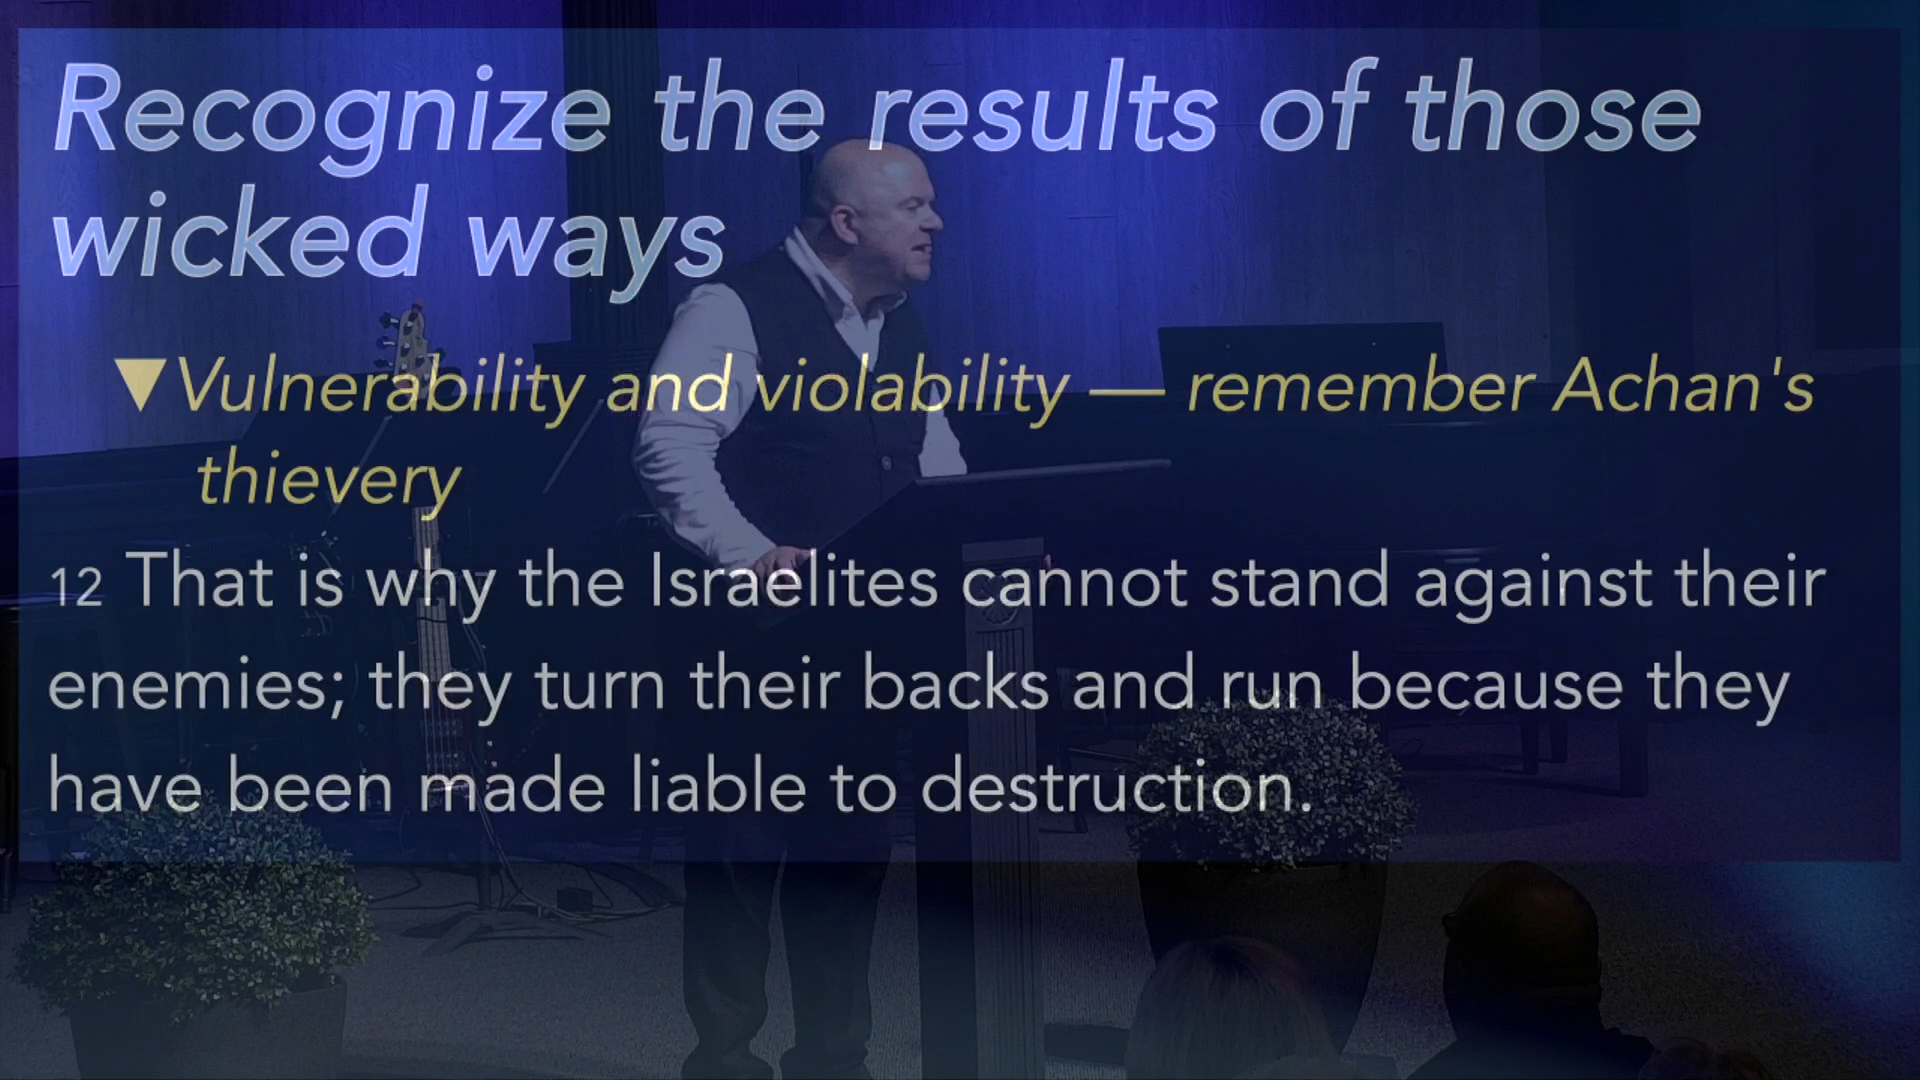 Recognize the results of those
wicked ways
▼Vulnerability and violability — remember Achan's
thievery
12 That is why the Israelites cannot stand against their
enemies; they turn their backs and run because they
have been made liable to destruction.